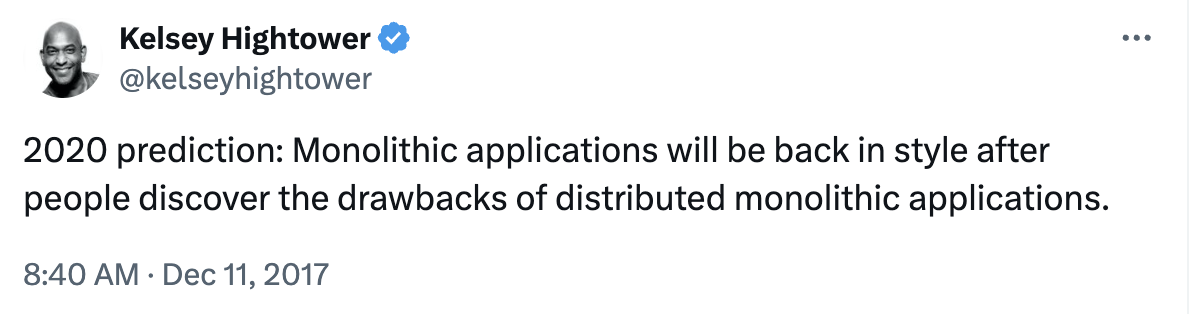 Kelsey Hightower
@kelseyhightower
2020 prediction: Monolithic applications will be back in style after
people discover the drawbacks of distributed monolithic applications.
8:40 AM · Dec 11, 2017